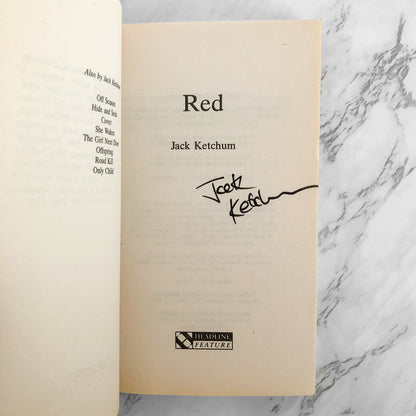 Also by Jack Ketchum
Off Season
Hide and Seek
Cover
She Wakes
The Girl Next Door
Offspring
Road Kill
Only Child
Red
Jack Ketchum
Jack
Ketchum
HEADLINE
FEATURE